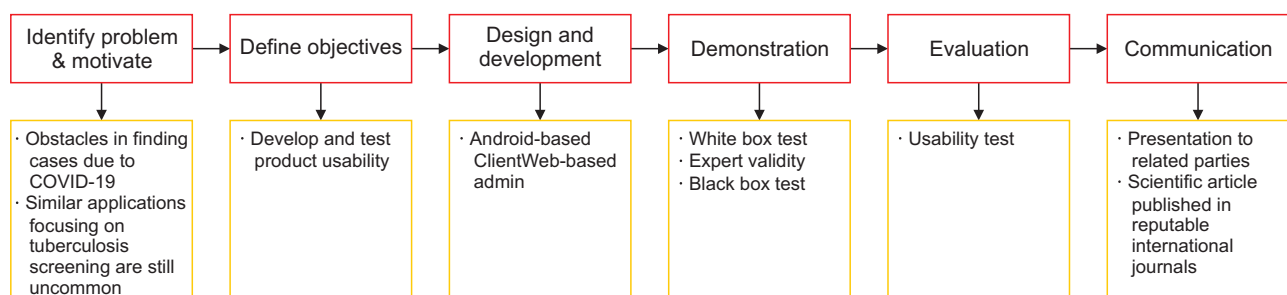 Identify problem
& motivate
Define objectives
Design and
development
Demonstration
Evaluation
Communication
· Obstacles in finding
cases due to
COVID-19
· Similar applications
focusing on
tuberculosis
screening are still
uncommon
· Develop and test
product usability
· Android-based
ClientWeb-based
admin
· White box test
· Expert validity
· Black box test
· Usability test
· Presentation to
related parties
· Scientific article
published in
reputable
international
journals